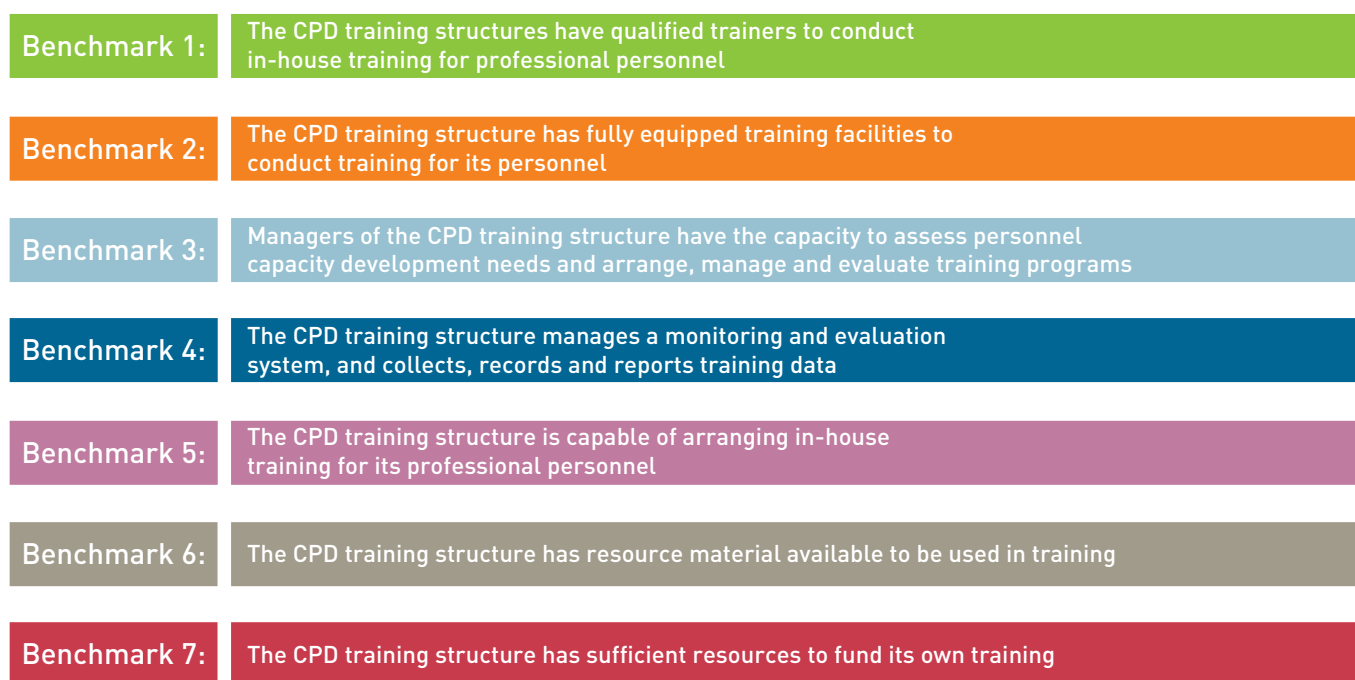 Benchmark 1:
The CPD training structures have qualified trainers to conduct
in-house training for professional personnel
Benchmark 2:
The CPD training structure has fully equipped training facilities to
conduct training for its personnel
Benchmark 3:
Managers of the CPD training structure have the capacity to assess personnel
capacity development needs and arrange, manage and evaluate training programs
Benchmark 4:
The CPD training structure manages a monitoring and evaluation
system, and collects, records and reports training data
Benchmark 5:
The CPD training structure is capable of arranging in-house
training for its professional personnel
Benchmark 6:
The CPD training structure has resource material available to be used in training
Benchmark 7:
The CPD training structure has sufficient resources to fund its own training